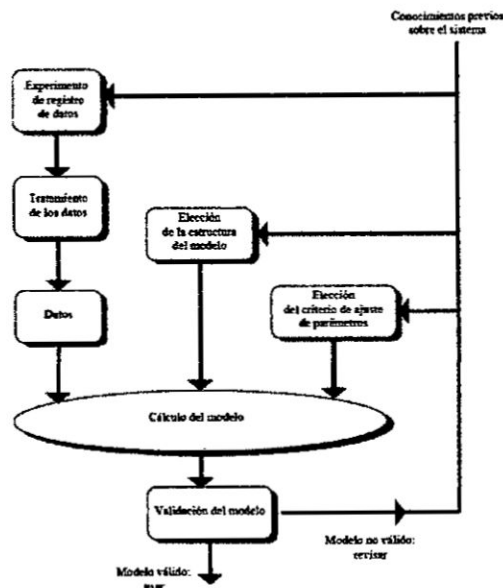 Conocimientos previos
sobre el sistema
Experimento
de registro
de datos
Tratamiento
de los datos
Elección
de la estructura
del modelo
Datos
Elección
del criterio de ajuste
de parámetros
Cálculo del modelo
Validación del modelo
Modelo no válido:
revisar
Modelo válido: